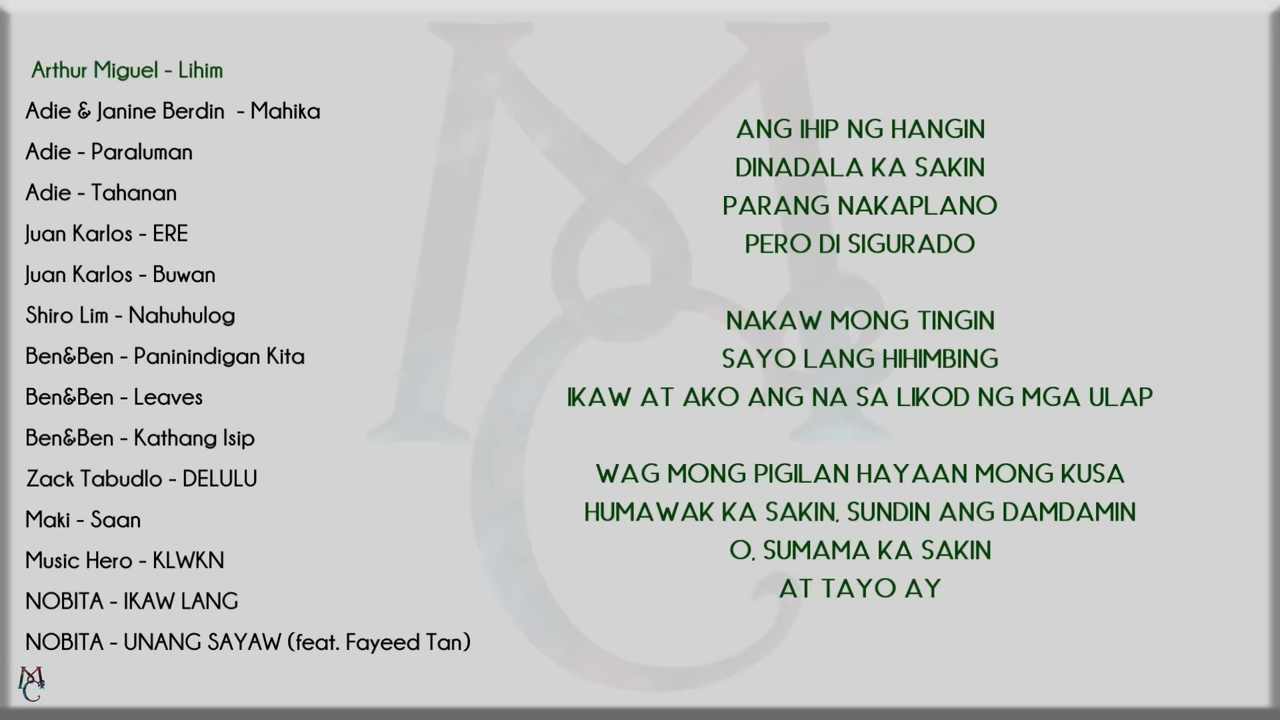 Arthur Miguel - Lihim
Adie & Janine Berdin - Mahika
Adie - Paraluman
Adie - Tahanan
Juan Karlos - ERE
Juan Karlos - Buwan
Shiro Lim - Nahuhulog
Ben&Ben - Paninindigan Kita
Ben&Ben - Leaves
Ben&Ben - Kathang Isip
Zack Tabudlo - DELULU
Maki - Saan
Music Hero - KLWKN
NOBITA - IKAW LANG
NOBITA - UNANG SAYAW (feat. Fayeed Tan)
MC
ANG IHIP NG HANGIN
DINADALA KA SAKIN
PARANG NAKAPLANO
PERO DI SIGURADO
NAKAW MONG TINGIN
SAYO LANG HIHIMBING
IKAW AT AKO ANG NA SA LIKOD NG MGA ULAP
WAG MONG PIGILAN HAYAAN MONG KUSA
HUMAWAK KA SAKIN, SUNDIN ANG DAMDAMIN
O, SUMAMA KA SAKIN
AT TAYO AY